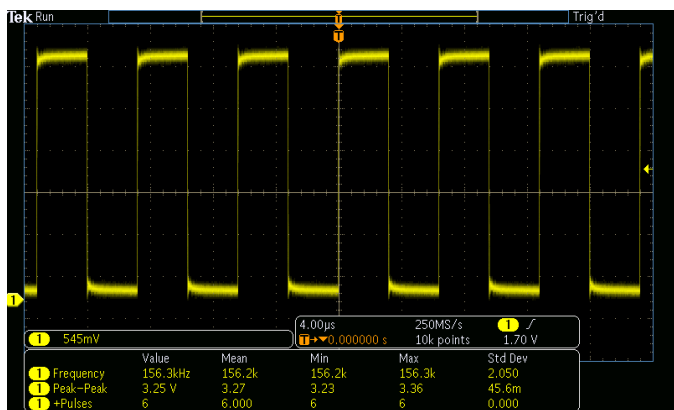 Tek Run Trig'd
T
T
1
4.00µs 250MS/s 1
1 545mV T→▼0.000000 s 10k points 1.70 V
Value Mean Min Max Std Dev
1 Frequency 156.3kHz 156.2k 156.2k 156.3k 2.050
1 Peak–Peak 3.25 V 3.27 3.23 3.36 45.6m
1 +Pulses 6 6.000 6 6 0.000